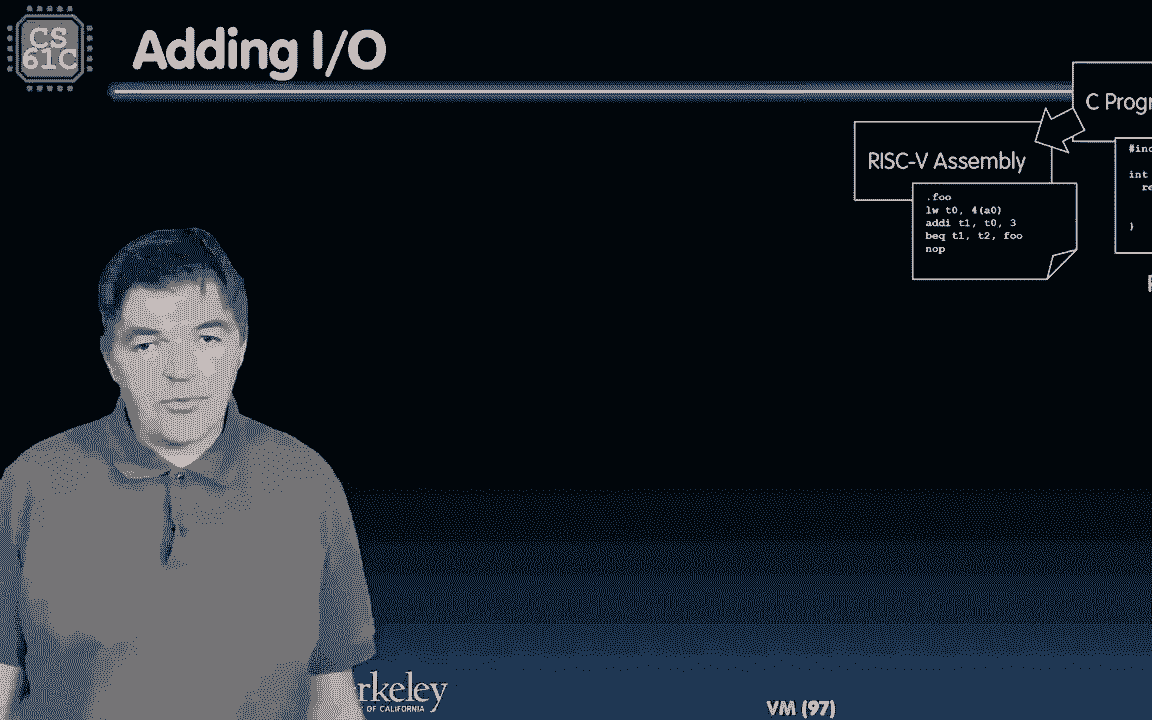 CS
61C
Adding I/O
C Progr
RISC-V Assembly
.foo
lw t0, 4(a0)
addi t1, t0, 3
beq t1, t2, foo
nop
#inc
int
re
}
rkeley
OF CALIFORNIA
VM (97)